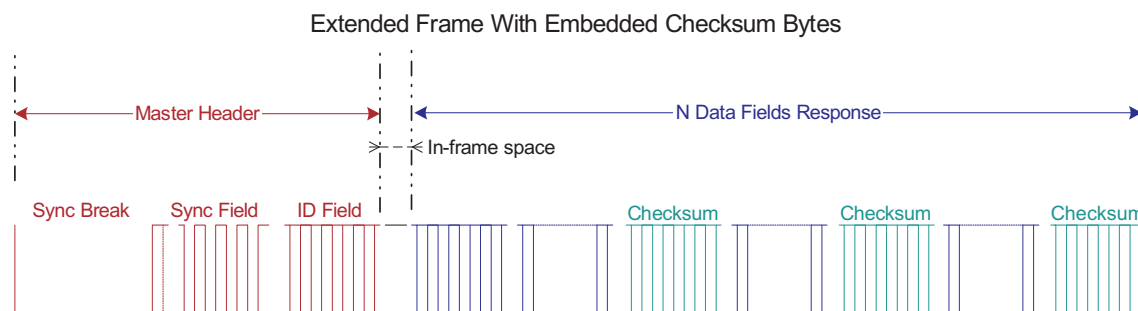 Extended Frame With Embedded Checksum Bytes
Master Header
N Data Fields Response
In-frame space
Sync Break
Sync Field
ID Field
Checksum
Checksum
Checksum